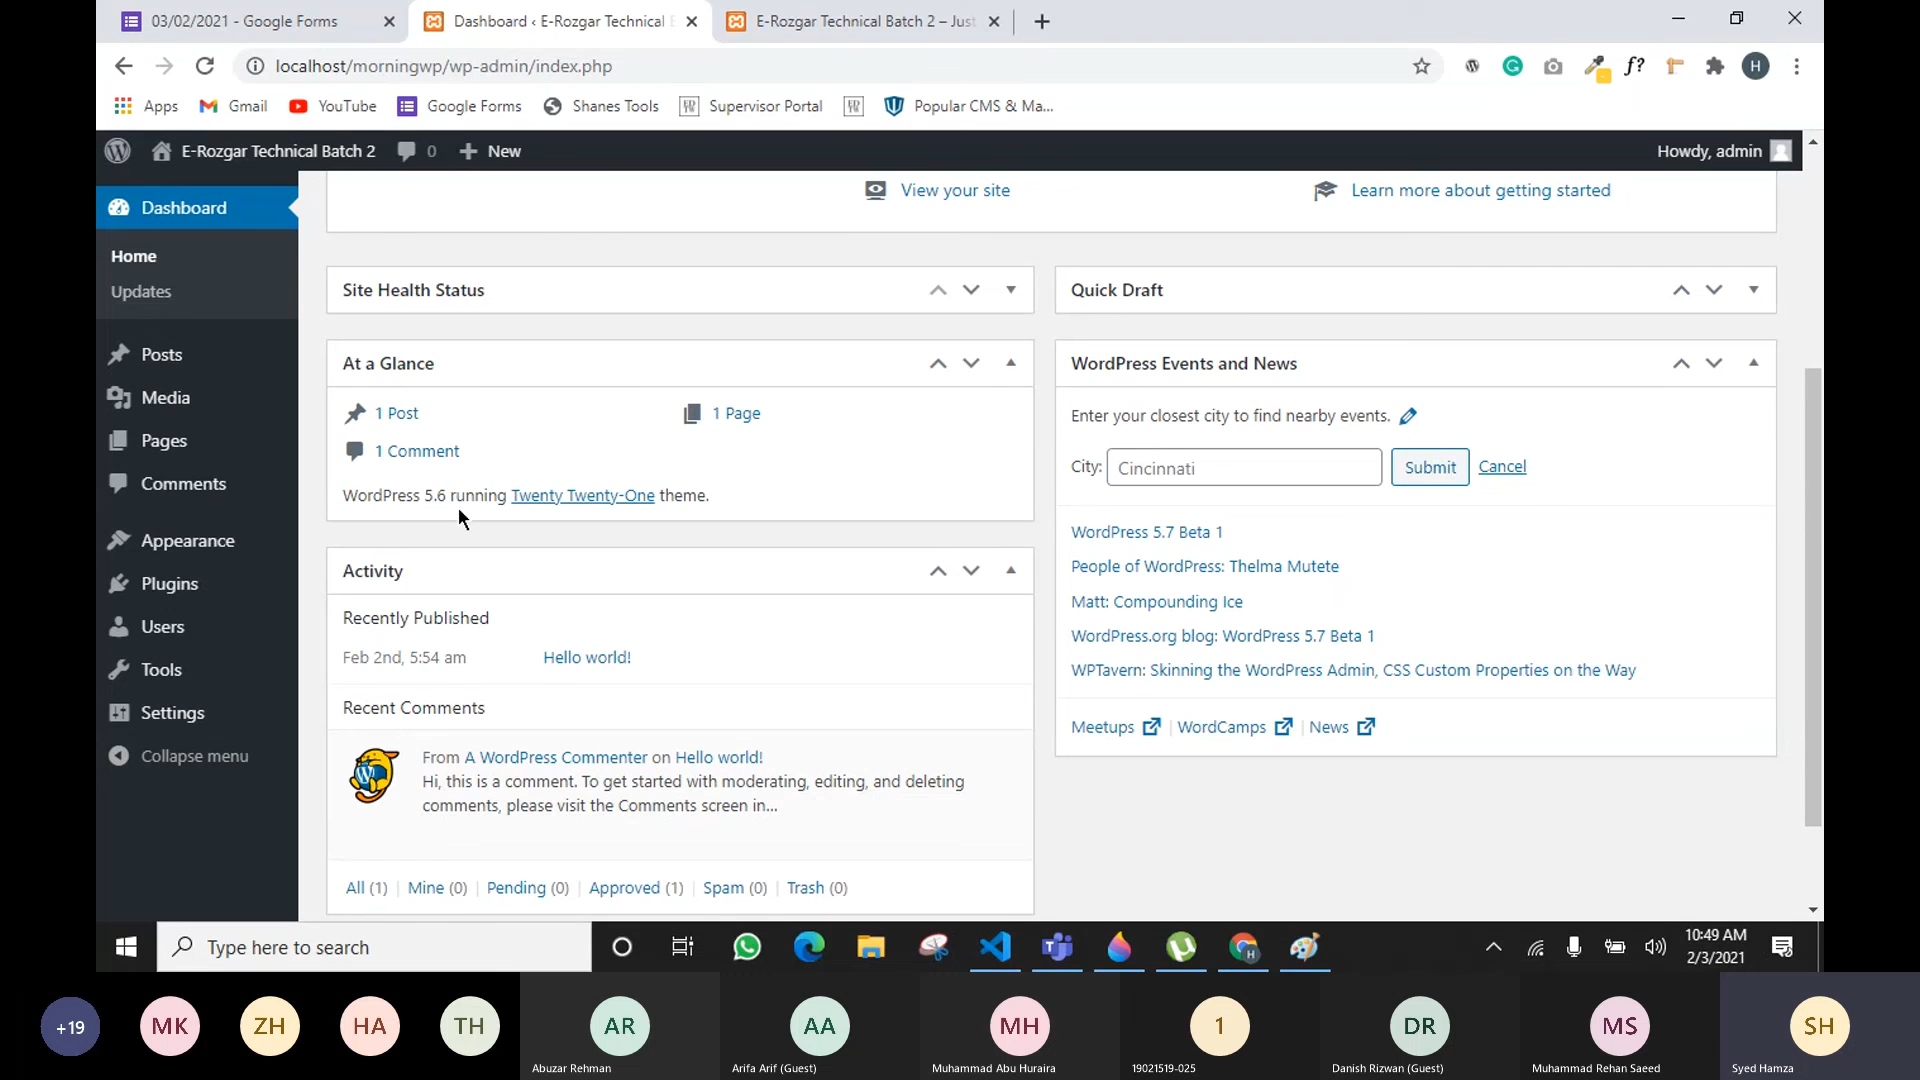 03/02/2021 - Google Forms
Dashboard ‹ E-Rozgar Technical
E-Rozgar Technical Batch 2 – Just
localhost/morningwp/wp-admin/index.php
f?
H
Apps
Gmail
YouTube
Google Forms
Shanes Tools
Supervisor Portal
Popular CMS & Ma...
E-Rozgar Technical Batch 2
0
New
Howdy, admin
Dashboard
Home
Updates
Posts
Media
Pages
Comments
Appearance
Plugins
Users
Tools
Settings
Collapse menu
View your site
Learn more about getting started
Site Health Status
At a Glance
1 Post
1 Page
1 Comment
WordPress 5.6 running Twenty Twenty-One theme.
Activity
Recently Published
Feb 2nd, 5:54 am
Hello world!
Recent Comments
From A WordPress Commenter on Hello world!
Hi, this is a comment. To get started with moderating, editing, and deleting
comments, please visit the Comments screen in...
All (1) | Mine (0) | Pending (0) | Approved (1) | Spam (0) | Trash (0)
Quick Draft
WordPress Events and News
Enter your closest city to find nearby events.
City: Cincinnati Submit Cancel
WordPress 5.7 Beta 1
People of WordPress: Thelma Mutete
Matt: Compounding Ice
WordPress.org blog: WordPress 5.7 Beta 1
WPTavern: Skinning the WordPress Admin, CSS Custom Properties on the Way
Meetups | WordCamps | News
Type here to search
10:49 AM
2/3/2021
+19
MK
ZH
HA
TH
AR
Abuzar Rehman
AA
Arifa Arif (Guest)
MH
Muhammad Abu Huraira
1
19021519-025
DR
Danish Rizwan (Guest)
MS
Muhammad Rehan Saeed
SH
Syed Hamza